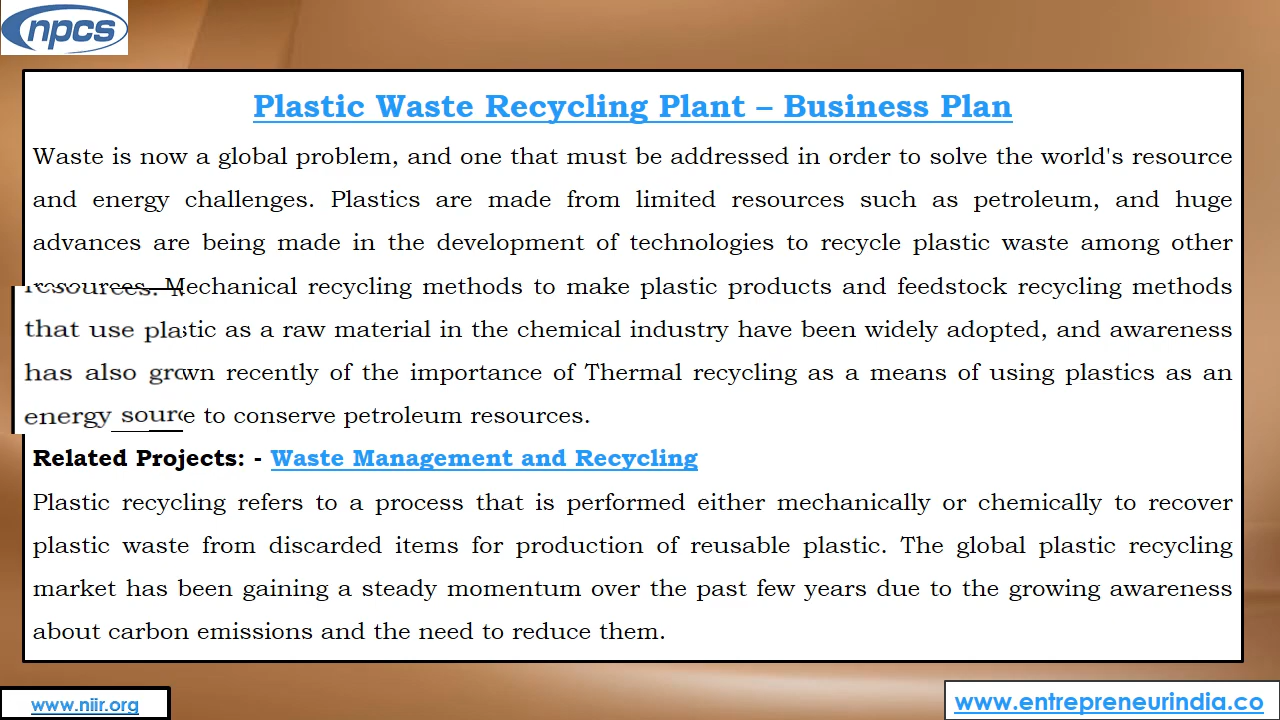 npcs
Plastic Waste Recycling Plant – Business Plan
Waste is now a global problem, and one that must be addressed in order to solve the world's resource
and energy challenges. Plastics are made from limited resources such as petroleum, and huge
advances are being made in the development of technologies to recycle plastic waste among other
resources. Mechanical recycling methods to make plastic products and feedstock recycling methods
that use plastic as a raw material in the chemical industry have been widely adopted, and awareness
has also grown recently of the importance of Thermal recycling as a means of using plastics as an
energy source to conserve petroleum resources.
Related Projects: - Waste Management and Recycling
Plastic recycling refers to a process that is performed either mechanically or chemically to recover
plastic waste from discarded items for production of reusable plastic. The global plastic recycling
market has been gaining a steady momentum over the past few years due to the growing awareness
about carbon emissions and the need to reduce them.
www.niir.org
www.entrepreneurindia.co